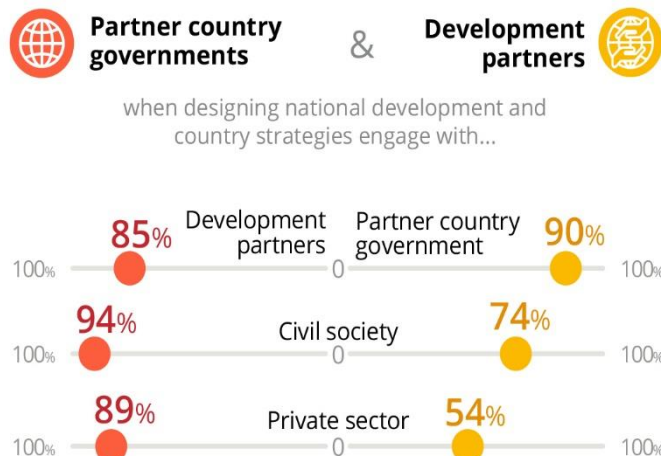 Partner country
governments
&
Development
partners
when designing national development and
country strategies engage with...
85%
Development
partners
Partner country
government
90%
100%
0
100%
94%
Civil society
74%
100%
0
100%
89%
Private sector
54%
100%
0
100%